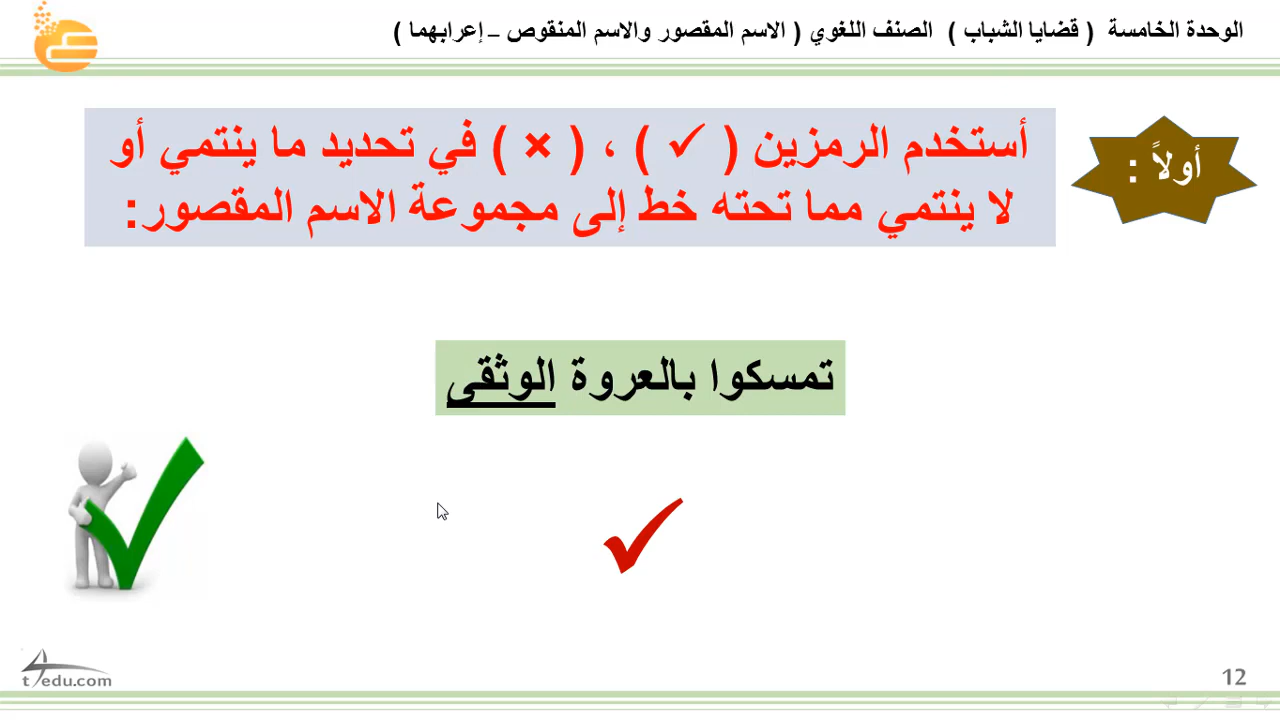 الوحدة الخامسة ( قضايا الشباب ) الصنف اللغوي ( الاسم المقصور والاسم المنقوص – إعرابهما )
أولاً :
أستخدم الرمزين ( ✓ ) ، ( × ) في تحديد ما ينتمي أو
لا ينتمي مما تحته خط إلى مجموعة الاسم المقصور:
تمسكوا بالعروة الوثقى
✓
t4edu.com
12